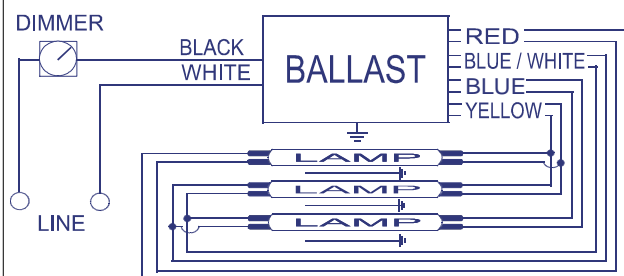 DIMMER
BLACK
WHITE
BALLAST
RED
BLUE / WHITE
BLUE
YELLOW
LAMP
LAMP
LAMP
LINE